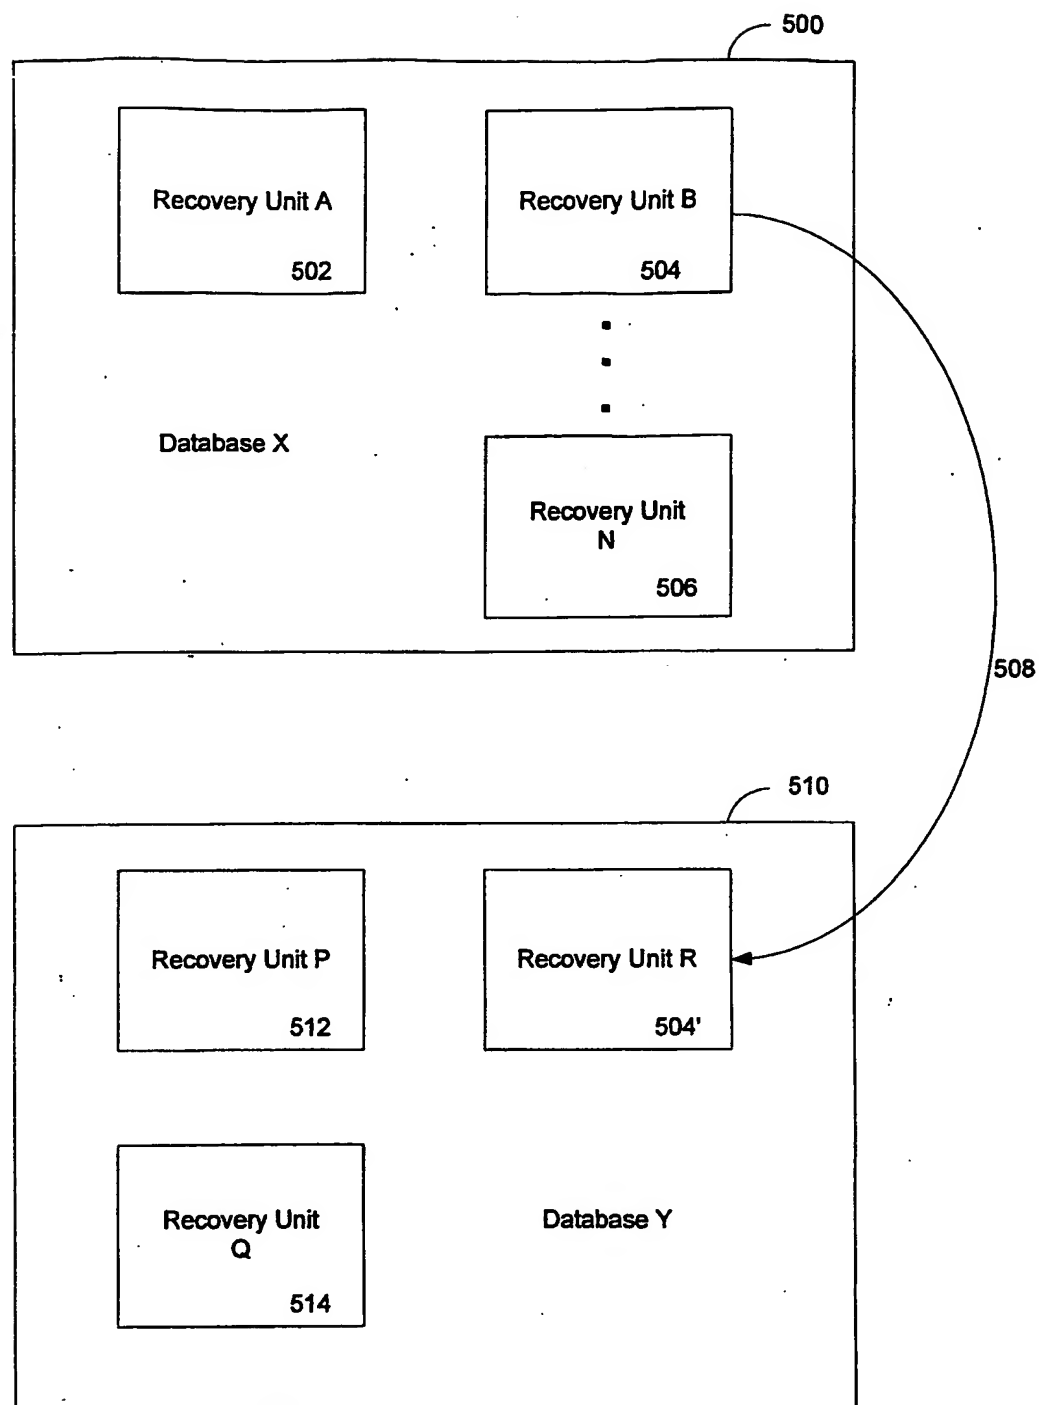 500
Recovery Unit A
502
Recovery Unit B
504
Database X
Recovery Unit
N
506
508
510
Recovery Unit P
512
Recovery Unit R
504'
Recovery Unit
Q
514
Database Y